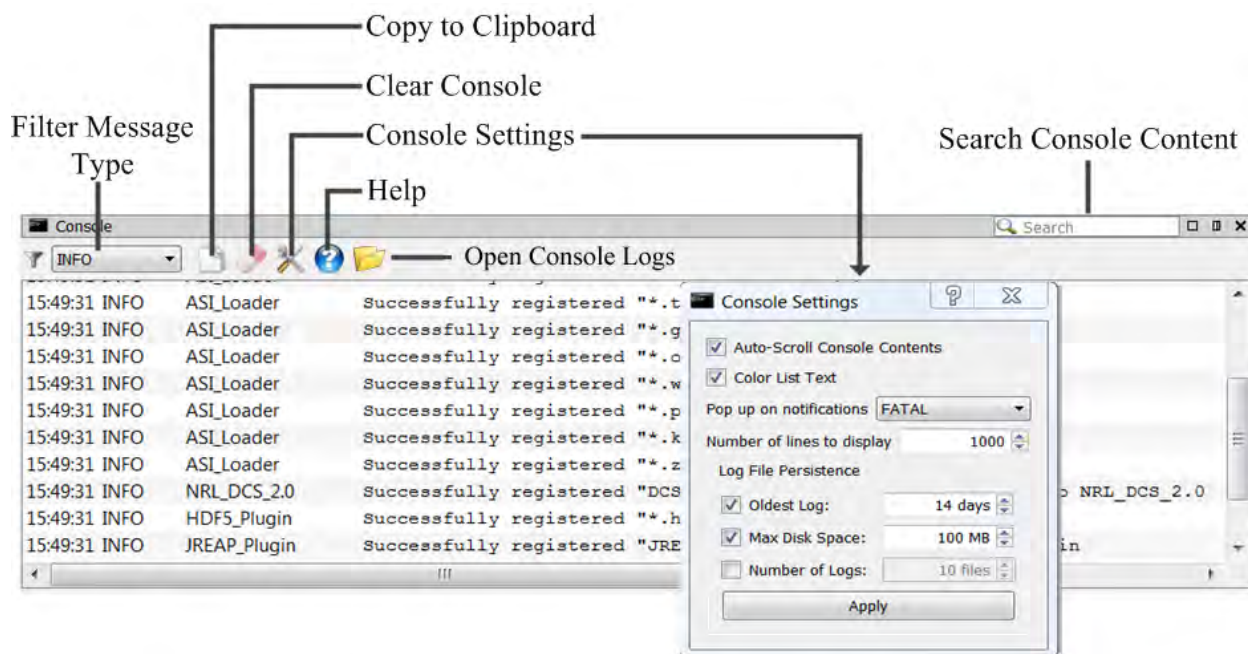 Copy to Clipboard
Clear Console
Filter Message
Type
Console Settings
Search Console Content
Help
Console
Search
INFO
Open Console Logs
15:49:31 INFO ASI_Loader Successfully registered "*.t
15:49:31 INFO ASI_Loader Successfully registered "*.g
15:49:31 INFO ASI_Loader Successfully registered "*.o
15:49:31 INFO ASI_Loader Successfully registered "*.w
15:49:31 INFO ASI_Loader Successfully registered "*.p
15:49:31 INFO ASI_Loader Successfully registered "*.k
15:49:31 INFO ASI_Loader Successfully registered "*.z
15:49:31 INFO NRL_DCS_2.0 Successfully registered "DCS NRL_DCS_2.0
15:49:31 INFO HDF5_Plugin Successfully registered "*.h
15:49:31 INFO JREAP_Plugin Successfully registered "JRE in
Console Settings
Auto-Scroll Console Contents
Color List Text
Pop up on notifications FATAL
Number of lines to display 1000
Log File Persistence
Oldest Log: 14 days
Max Disk Space: 100 MB
Number of Logs: 10 files
Apply